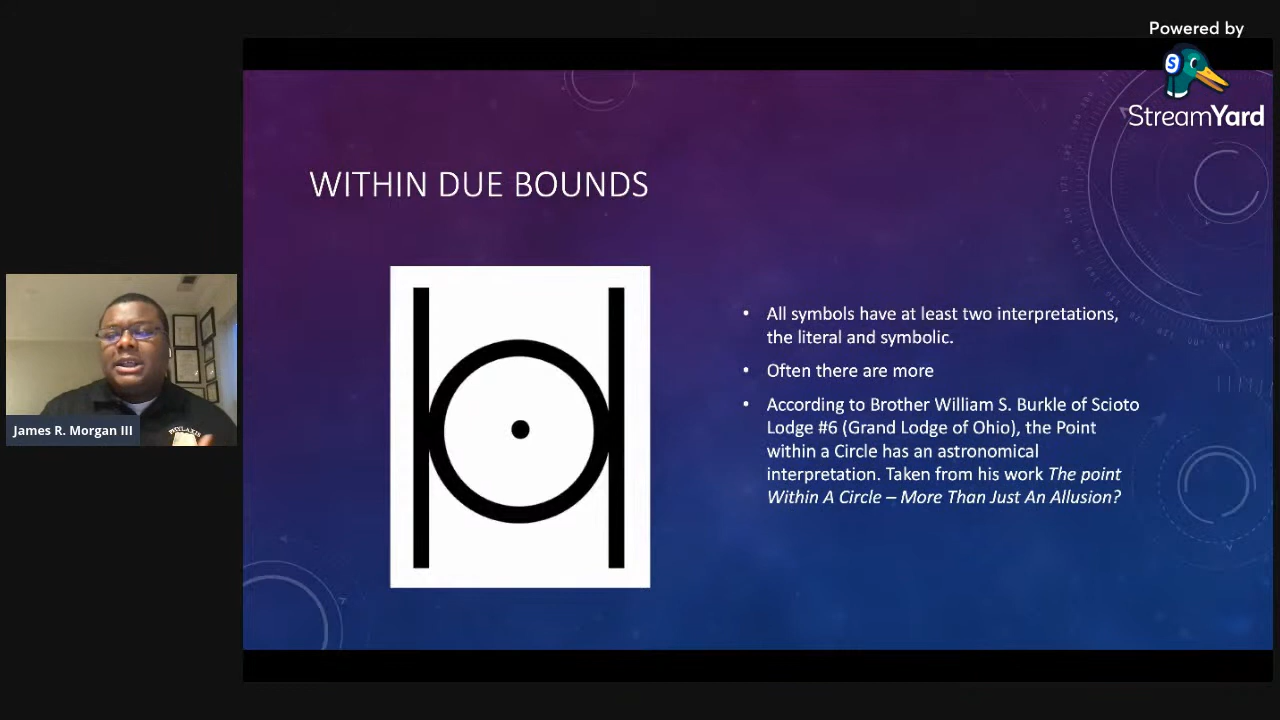 Powered by
StreamYard
WITHIN DUE BOUNDS
• All symbols have at least two interpretations,
the literal and symbolic.
• Often there are more
• According to Brother William S. Burkle of Scioto
Lodge #6 (Grand Lodge of Ohio), the Point
within a Circle has an astronomical
interpretation. Taken from his work The point
Within A Circle – More Than Just An Allusion?
James R. Morgan III
PHYLAXIS